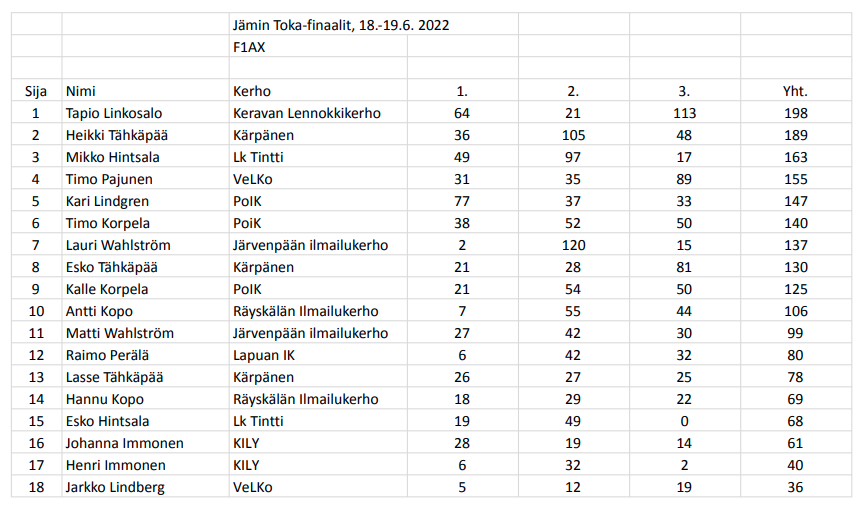 Jämin Toka-finaalit, 18.-19.6. 2022
F1AX
Sija Nimi Kerho 1. 2. 3. Yht.
1 Tapio Linkosalo Keravan Lennokkikerho 64 21 113 198
2 Heikki Tähkäpää Kärpänen 36 105 48 189
3 Mikko Hintsala Lk Tintti 49 97 17 163
4 Timo Pajunen VeLKo 31 35 89 155
5 Kari Lindgren PoIK 77 37 33 147
6 Timo Korpela PoiK 38 52 50 140
7 Lauri Wahlström Järvenpään ilmailukerho 2 120 15 137
8 Esko Tähkäpää Kärpänen 21 28 81 130
9 Kalle Korpela PoIK 21 54 50 125
10 Antti Kopo Räyskälän Ilmailukerho 7 55 44 106
11 Matti Wahlström Järvenpään ilmailukerho 27 42 30 99
12 Raimo Perälä Lapuan IK 6 42 32 80
13 Lasse Tähkäpää Kärpänen 26 27 25 78
14 Hannu Kopo Räyskälän Ilmailukerho 18 29 22 69
15 Esko Hintsala Lk Tintti 19 49 0 68
16 Johanna Immonen KILY 28 19 14 61
17 Henri Immonen KILY 6 32 2 40
18 Jarkko Lindberg VeLKo 5 12 19 36